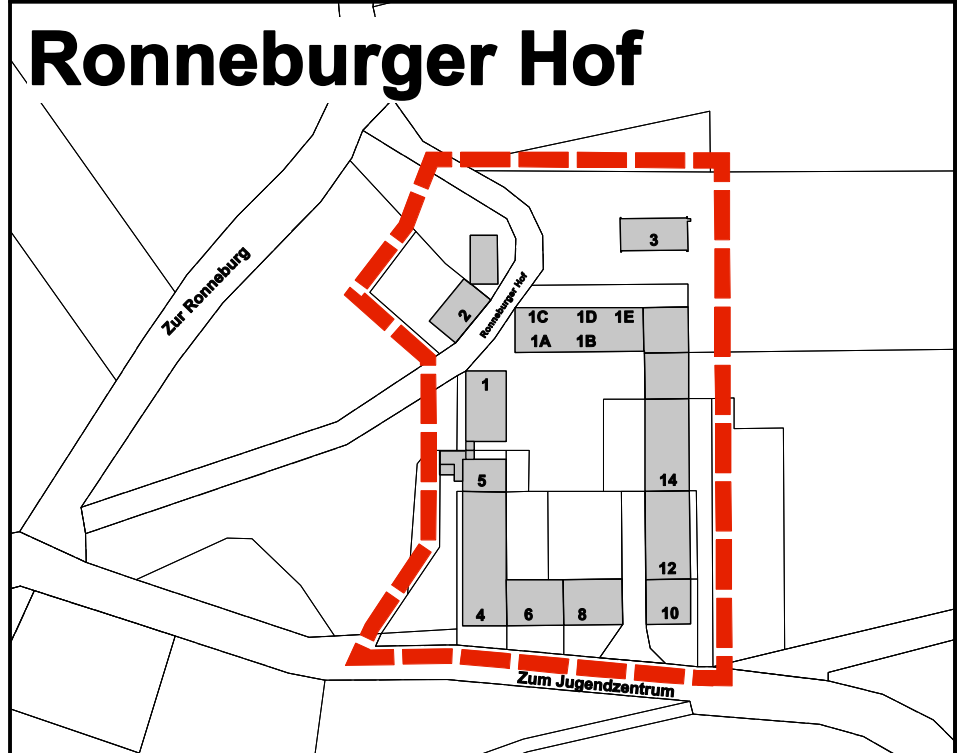 Ronneburger Hof
Zur Ronneburg
Ronneburger Hof
2
3
1C 1D 1E
1A 1B
1
5
14
12
4 6 8 10
Zum Jugendzentrum